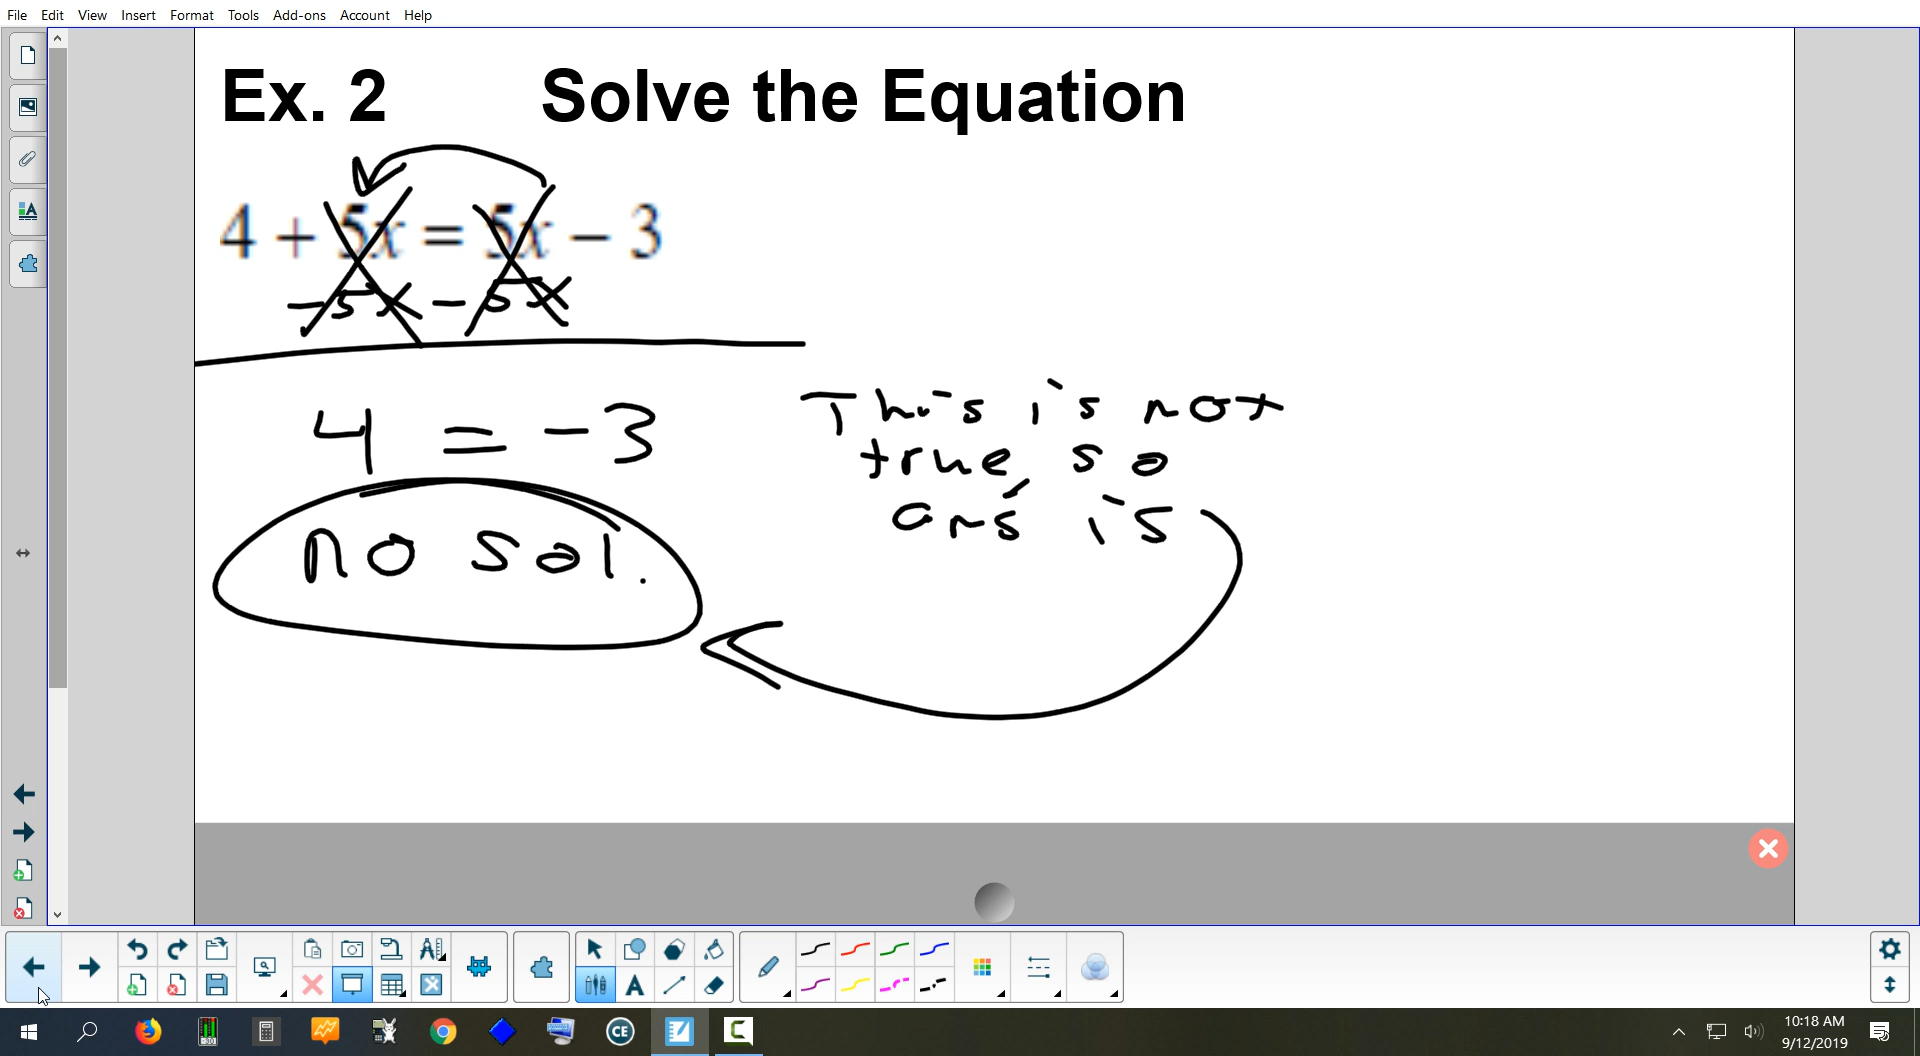 File Edit View Insert Format Tools Add-ons Account Help
Ex. 2 Solve the Equation
4 + 5x = 5x − 3
−5x −5x
4 = −3
This is not
true, so
ans is
no sol.
CE
10:18 AM
9/12/2019